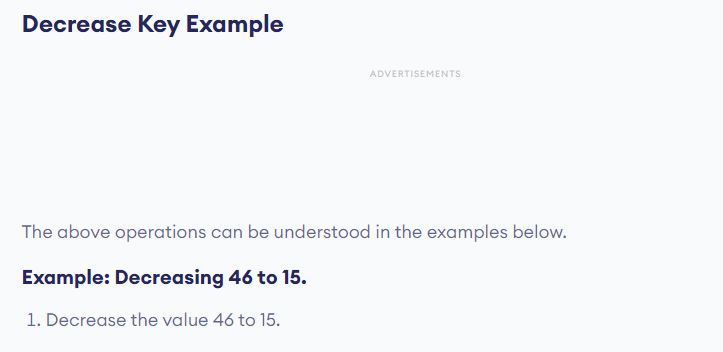 Decrease Key Example
ADVERTISEMENTS
The above operations can be understood in the examples below.
Example: Decreasing 46 to 15.
1. Decrease the value 46 to 15.